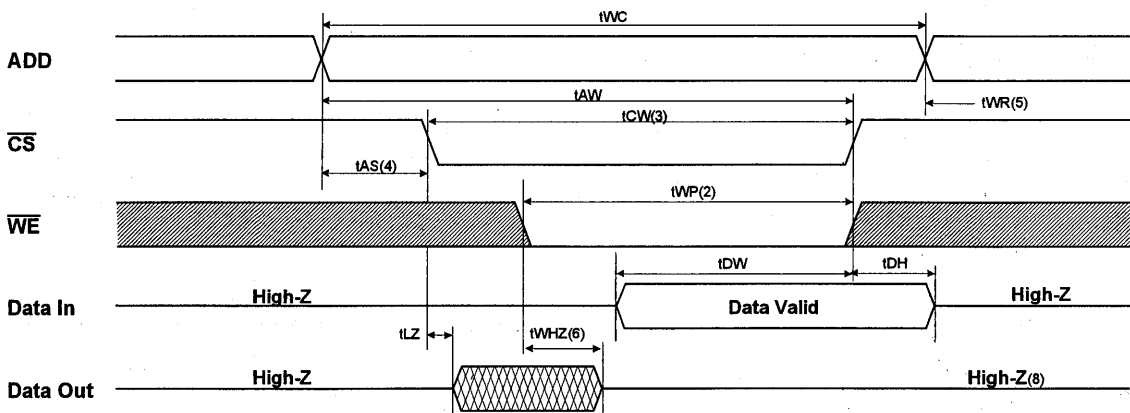 tWC
ADD
tAW
tWR(5)
tCW(3)
CS
tAS(4)
tWP(2)
WE
tDW
tDH
High-Z
Data Valid
High-Z
Data In
tLZ
tWHZ(6)
High-Z
High-Z(8)
Data Out